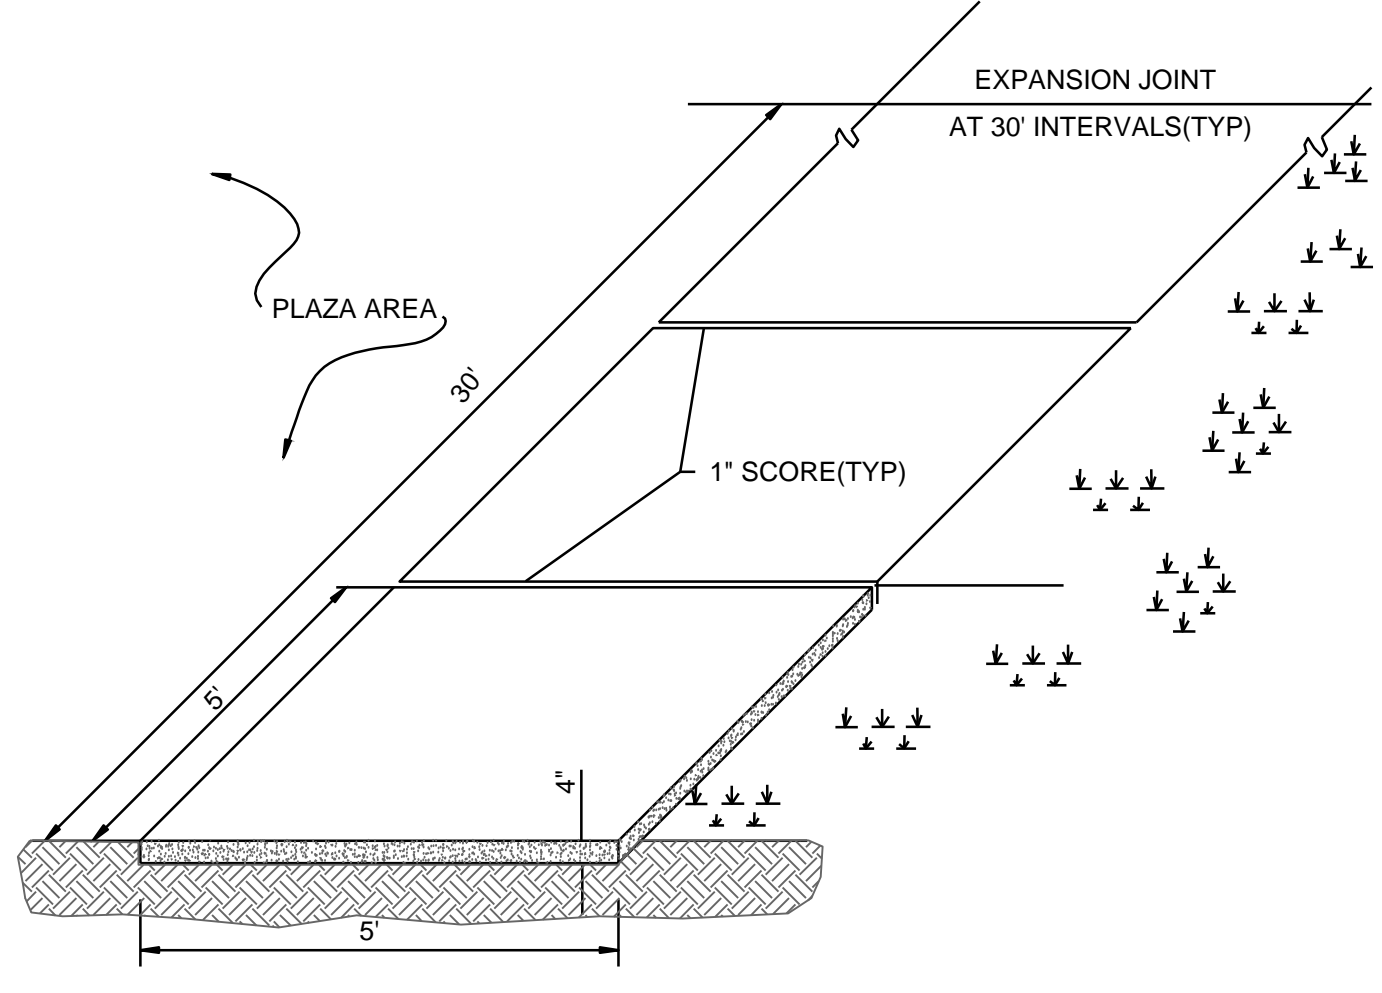 EXPANSION JOINT
AT 30' INTERVALS(TYP)
PLAZA AREA
30'
1" SCORE(TYP)
5'
4"
5'